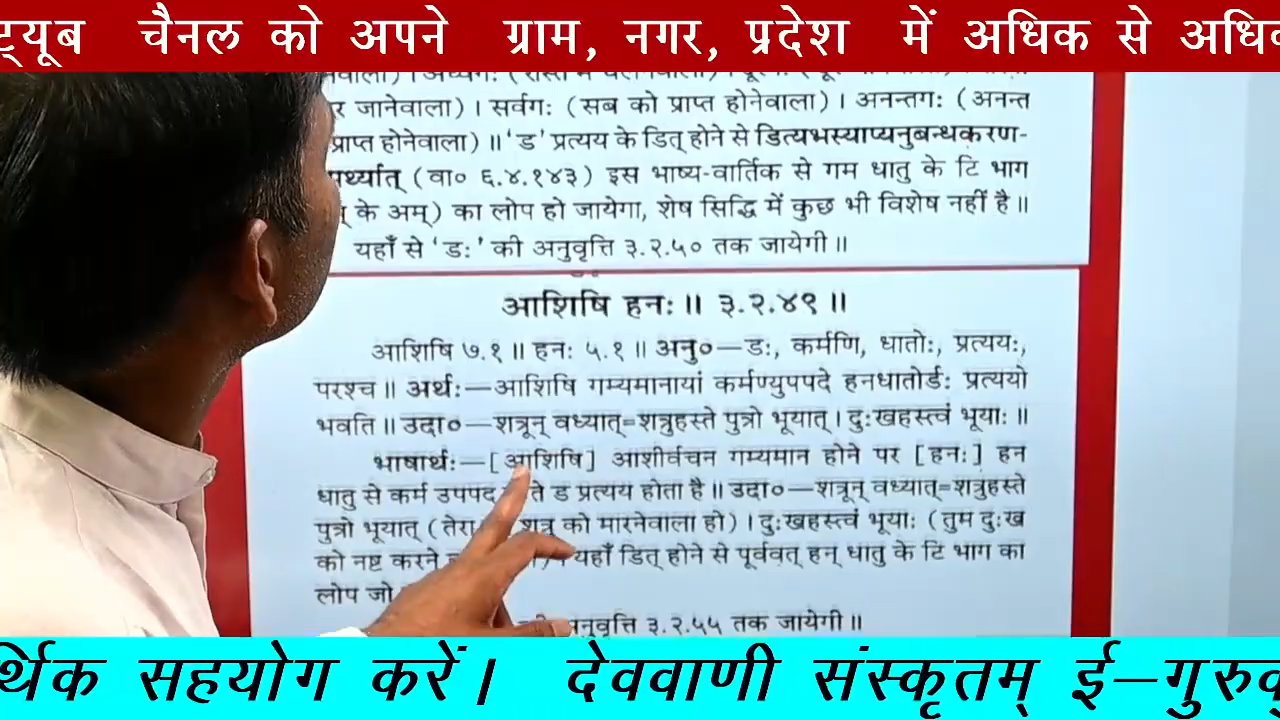 ट्यूब चैनल को अपने ग्राम, नगर, प्रदेश में अधिक से
र जानेवाला) । सर्वगः (सब को प्राप्त होनेवाला) । अनन्तगः (अनन्त
प्राप्त होनेवाला) ॥ 'ड' प्रत्यय के डित् होने से डित्यभस्याप्यनुबन्धकरण-
र्थ्यात् (वा० ६.४.१४३) इस भाष्य-वार्तिक से गम धातु के टि भाग
के अम्) का लोप हो जायेगा, शेष सिद्धि में कुछ भी विशेष नहीं है ॥
यहाँ से 'डः' की अनुवृत्ति ३.२.५० तक जायेगी ॥
आशिषि हनः ॥ ३.२.४९ ॥
आशिषि ७.१ ॥ हनः ५.१ ॥ अनु०—डः, कर्मणि, धातोः, प्रत्ययः,
परश्च ॥ अर्थः—आशिषि गम्यमानायां कर्मण्युपपदे हनधातोर्डः प्रत्ययो
भवति ॥ उदा०—शत्रून् वध्यात्=शत्रुहस्ते पुत्रो भूयात् । दुःखहस्त्वं भूयाः ॥
भाषार्थः—[आशिषि] आशीर्वचन गम्यमान होने पर [हनः] हन
धातु से कर्म उपपद ते ड प्रत्यय होता है ॥ उदा०—शत्रून् वध्यात्=शत्रुहस्ते
पुत्रो भूयात् (तेरा शत्रु को मारनेवाला हो) । दुःखहस्त्वं भूयाः (तुम दुःख
को नष्ट करने यहाँ डित् होने से पूर्ववत् हन् धातु के टि भाग का
लोप जो
अनुवृत्ति ३.२.५५ तक जायेगी ॥
र्थिक सहयोग करें। देववाणी संस्कृतम् ई–गुरुकु